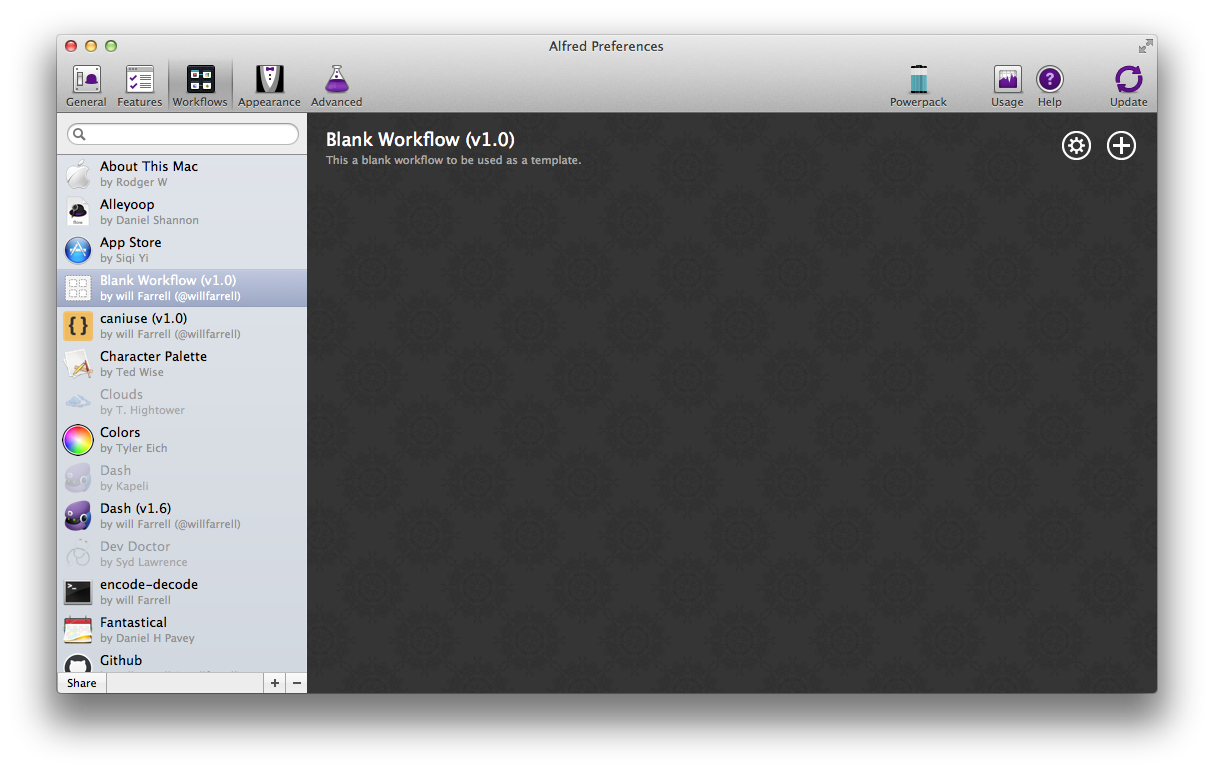 Alfred Preferences
General
Features
Workflows
Appearance
Advanced
Powerpack
Usage
Help
Update
Blank Workflow (v1.0)
This a blank workflow to be used as a template.
About This Mac
by Rodger W
Alleyoop
by Daniel Shannon
App Store
by Siqi Yi
Blank Workflow (v1.0)
by will Farrell (@willfarrell)
caniuse (v1.0)
by will Farrell (@willfarrell)
Character Palette
by Ted Wise
Clouds
by T. Hightower
Colors
by Tyler Eich
Dash
by Kapeli
Dash (v1.6)
by will Farrell (@willfarrell)
Dev Doctor
by Syd Lawrence
encode-decode
by will Farrell
Fantastical
by Daniel H Pavey
Github
Share